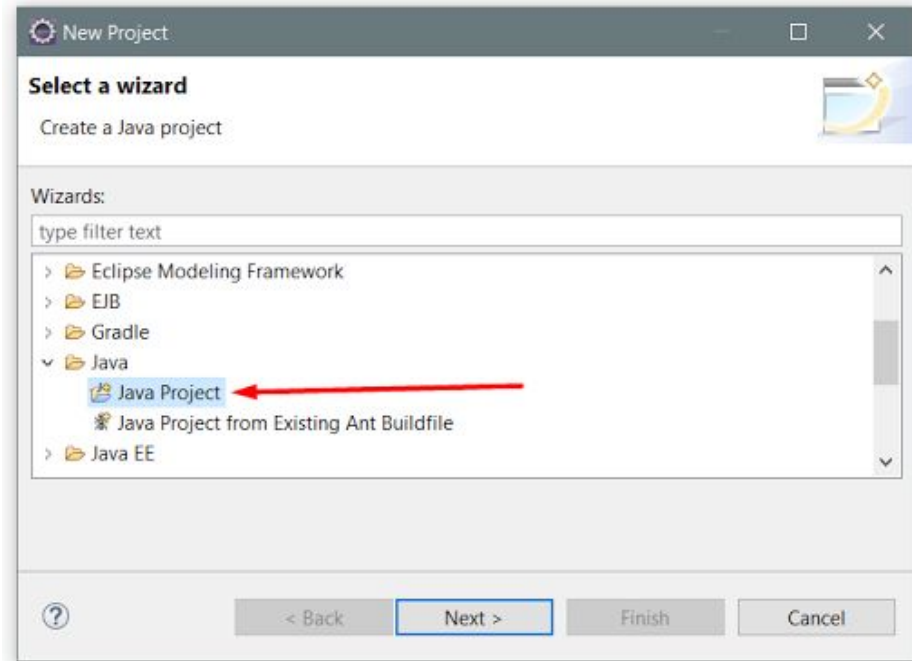 New Project
Select a wizard
Create a Java project
Wizards:
type filter text
Eclipse Modeling Framework
EJB
Gradle
Java
Java Project
Java Project from Existing Ant Buildfile
Java EE
? < Back Next > Finish Cancel